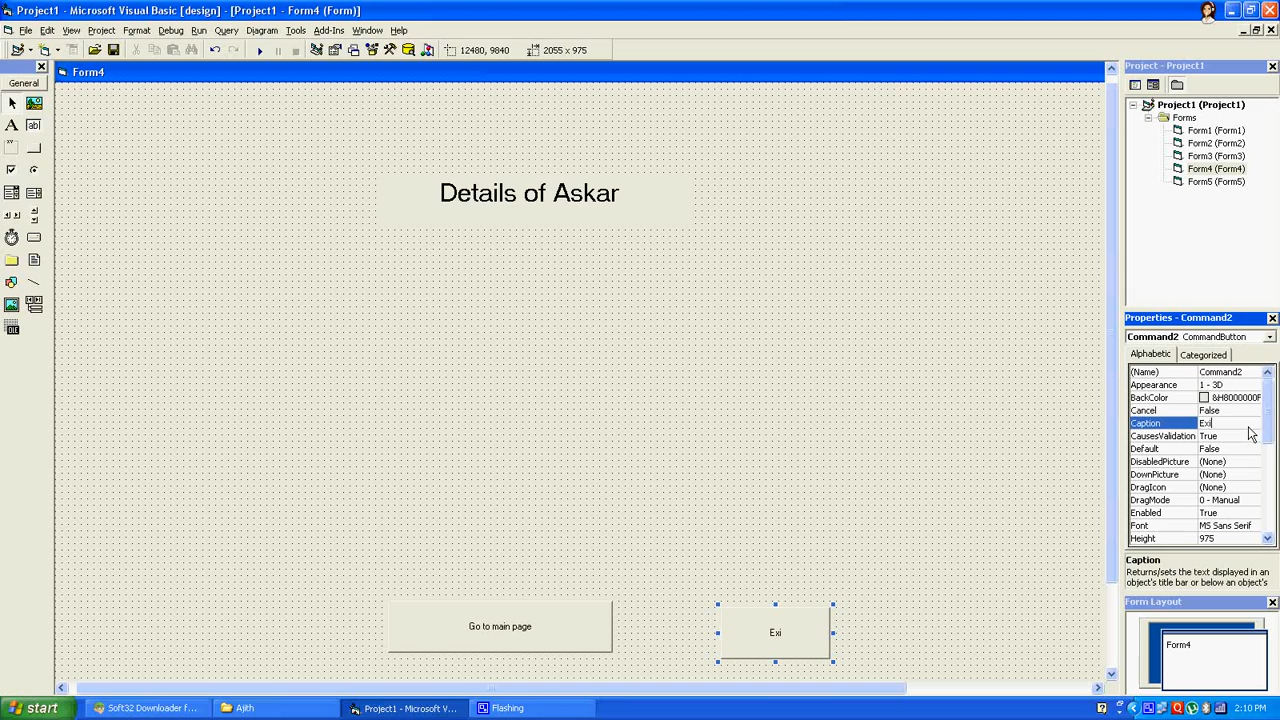 Project1 - Microsoft Visual Basic [design] - [Project1 - Form4 (Form)]
File Edit View Project Format Debug Run Query Diagram Tools Add-Ins Window Help
12480, 9840 2055 x 975
General
Form4
Details of Askar
Go to main page
Exi
Project - Project1
Project1 (Project1)
Forms
Form1 (Form1)
Form2 (Form2)
Form3 (Form3)
Form4 (Form4)
Form5 (Form5)
Properties - Command2
Command2 CommandButton
Alphabetic Categorized
(Name) Command2
Appearance 1 - 3D
BackColor &H8000000F
Cancel False
Caption Exi
CausesValidation True
Default False
DisabledPicture (None)
DownPicture (None)
DragIcon (None)
DragMode 0 - Manual
Enabled True
Font MS Sans Serif
Height 975
Caption
Returns/sets the text displayed in an
object's title bar or below an object's
Form Layout
Form4
start Soft32 Downloader f... Ajith Project1 - Microsoft V... Flashing 2:10 PM